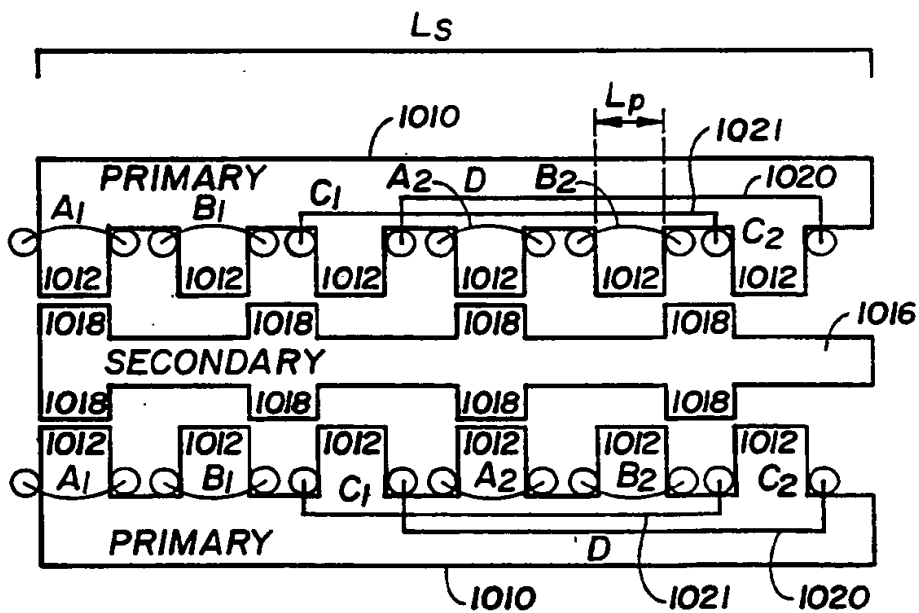 LS
Lp
1010
1021
PRIMARY
A1
B1
C1
A2
D
B2
1020
C2
1012 1012 1012 1012 1012 1012
1018 1018 1018 1018
1016
SECONDARY
1018 1018 1018 1018
1012 1012 1012 1012 1012 1012
A1 B1 C1 A2 B2 C2
PRIMARY
D
1010
1021
1020